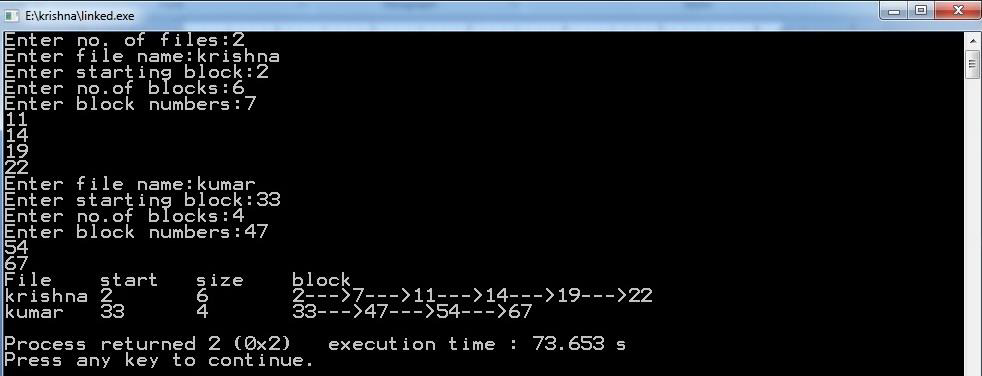 E:\krishna\linked.exe
Enter no. of files:2
Enter file name:krishna
Enter starting block:2
Enter no.of blocks:6
Enter block numbers:7
11
14
19
22
Enter file name:kumar
Enter starting block:33
Enter no.of blocks:4
Enter block numbers:47
54
67
File    start   size    block
krishna 2       6       2--->7--->11--->14--->19--->22
kumar   33      4       33--->47--->54--->67
Process returned 2 (0x2)   execution time : 73.653 s
Press any key to continue.